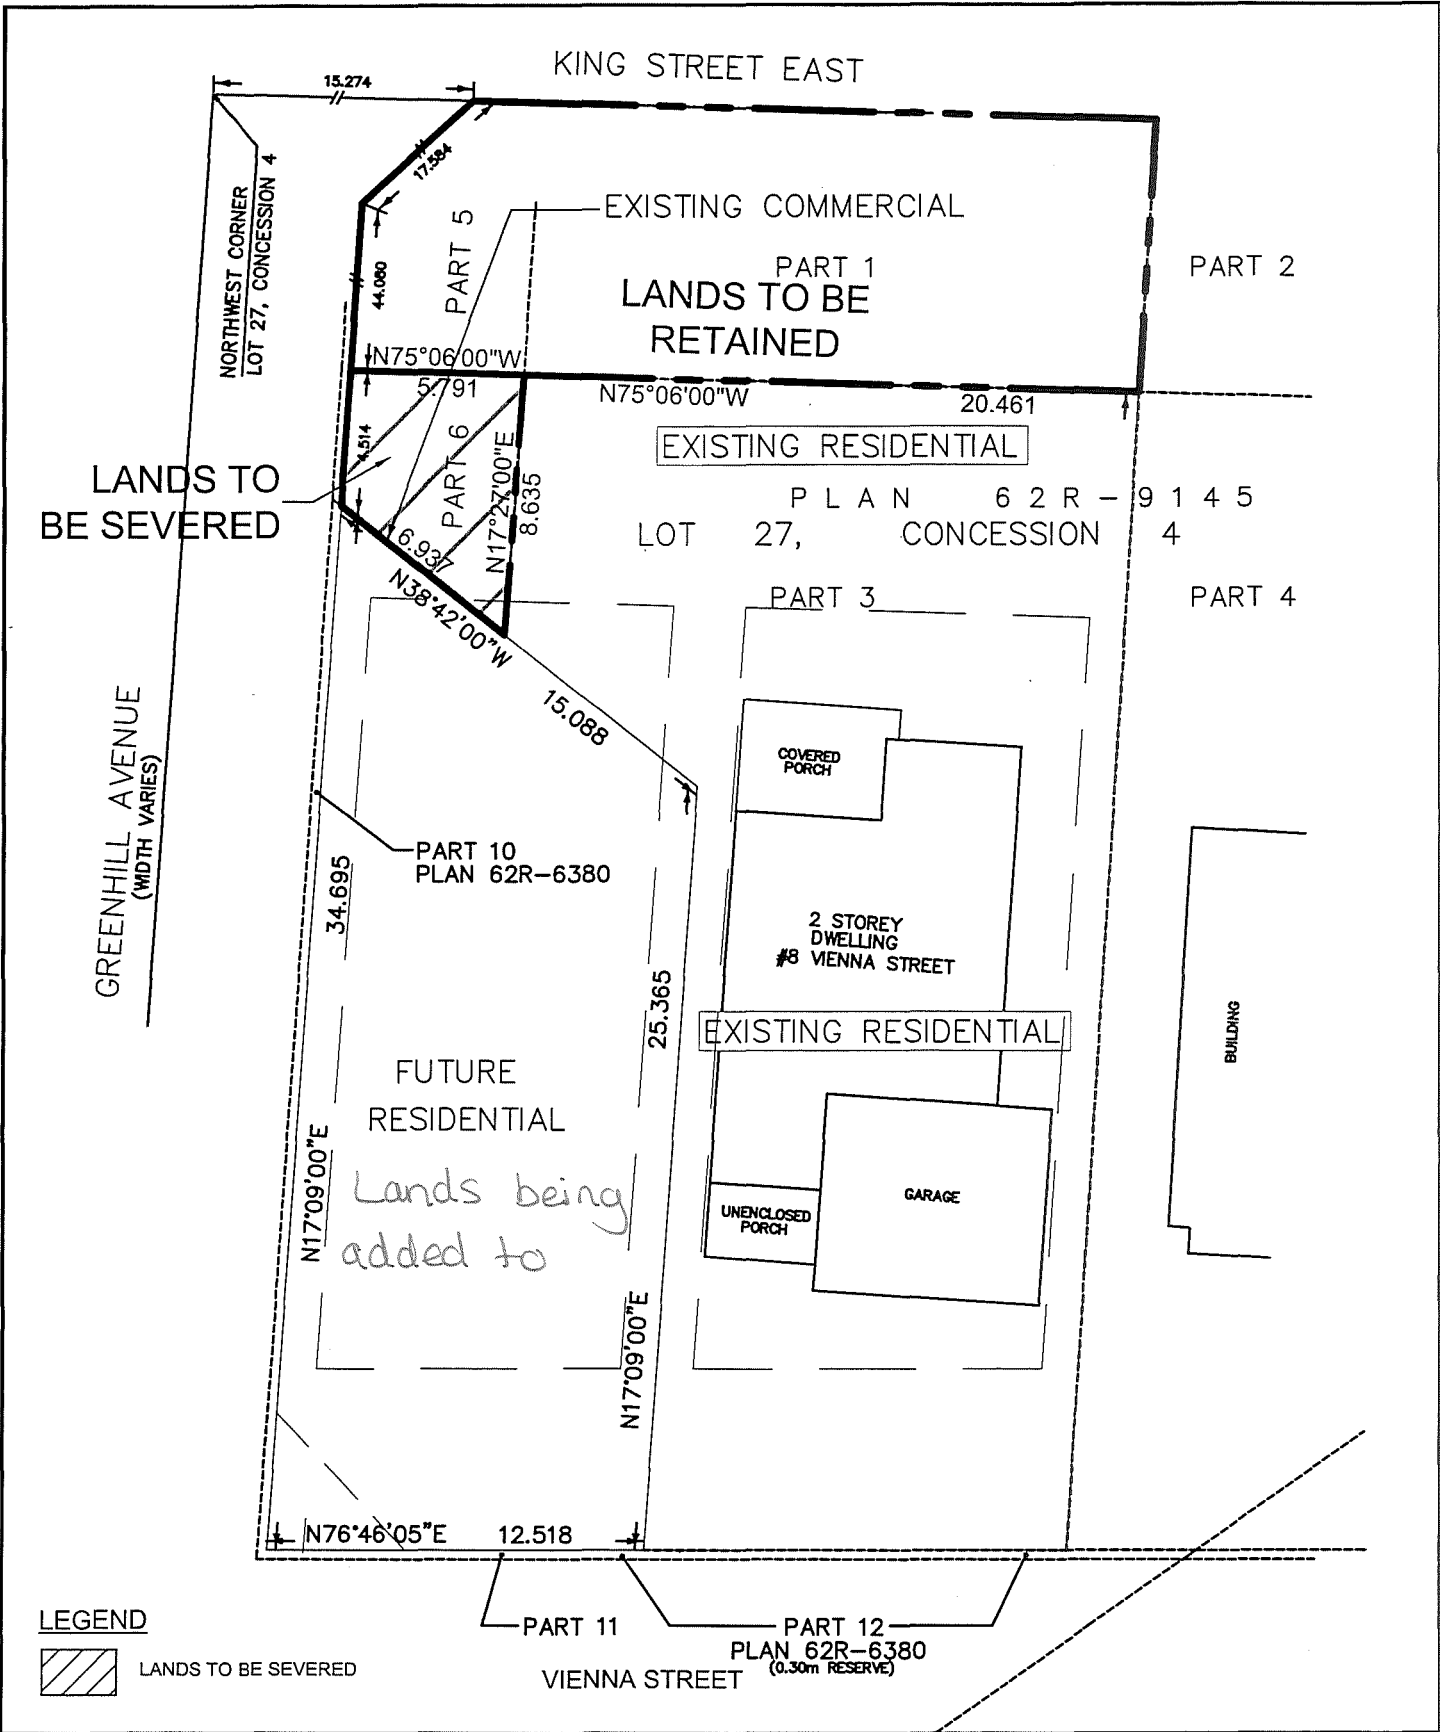 KING STREET EAST
15.274
17.584
NORTHWEST CORNER
LOT 27, CONCESSION 4
44.060
PART 5
EXISTING COMMERCIAL
PART 1
PART 2
LANDS TO BE
RETAINED
N75°06'00"W
5.791
N75°06'00"W
20.461
4.514
PART 6
N17°27'00"E
8.635
EXISTING RESIDENTIAL
LANDS TO
BE SEVERED
PLAN 62R-9145
LOT 27, CONCESSION 4
6.937
N38°42'00"W
PART 3
PART 4
15.088
GREENHILL AVENUE
(WIDTH VARIES)
COVERED
PORCH
PART 10
PLAN 62R-6380
34.695
2 STOREY
DWELLING
#8 VIENNA STREET
25.365
EXISTING RESIDENTIAL
BUILDING
FUTURE
RESIDENTIAL
N17°09'00"E
Lands being
added to
UNENCLOSED
PORCH
GARAGE
N17°09'00"E
N76°46'05"E 12.518
PART 11
PART 12
PLAN 62R-6380
(0.30m RESERVE)
VIENNA STREET
LEGEND
LANDS TO BE SEVERED